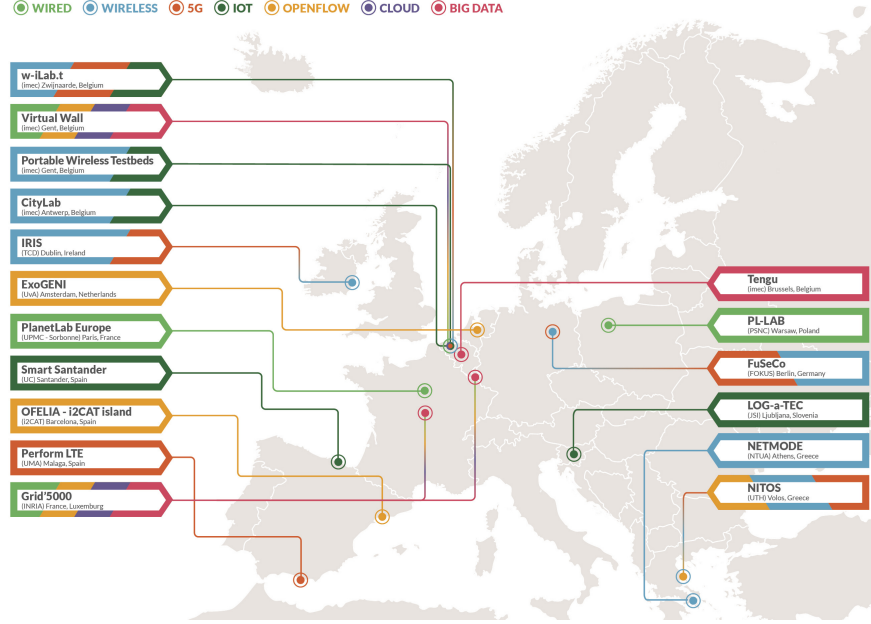 WIRED WIRELESS 5G IOT OPENFLOW CLOUD BIG DATA
w-iLab.t
(imec) Zwijnaarde, Belgium
Virtual Wall
(imec) Gent, Belgium
Portable Wireless Testbeds
(imec) Gent, Belgium
CityLab
(imec) Antwerp, Belgium
IRIS
(TCD) Dublin, Ireland
ExoGENI
(UvA) Amsterdam, Netherlands
PlanetLab Europe
(UPMC - Sorbonne) Paris, France
Smart Santander
(UC) Santander, Spain
OFELIA - i2CAT island
(i2CAT) Barcelona, Spain
Perform LTE
(UMA) Malaga, Spain
Grid'5000
(INRIA) France, Luxemburg
Tengu
(imec) Brussels, Belgium
PL-LAB
(PSNC) Warsaw, Poland
FuSeCo
(FOKUS) Berlin, Germany
LOG-a-TEC
(JSI) Ljubljana, Slovenia
NETMODE
(NTUA) Athens, Greece
NITOS
(UTH) Volos, Greece